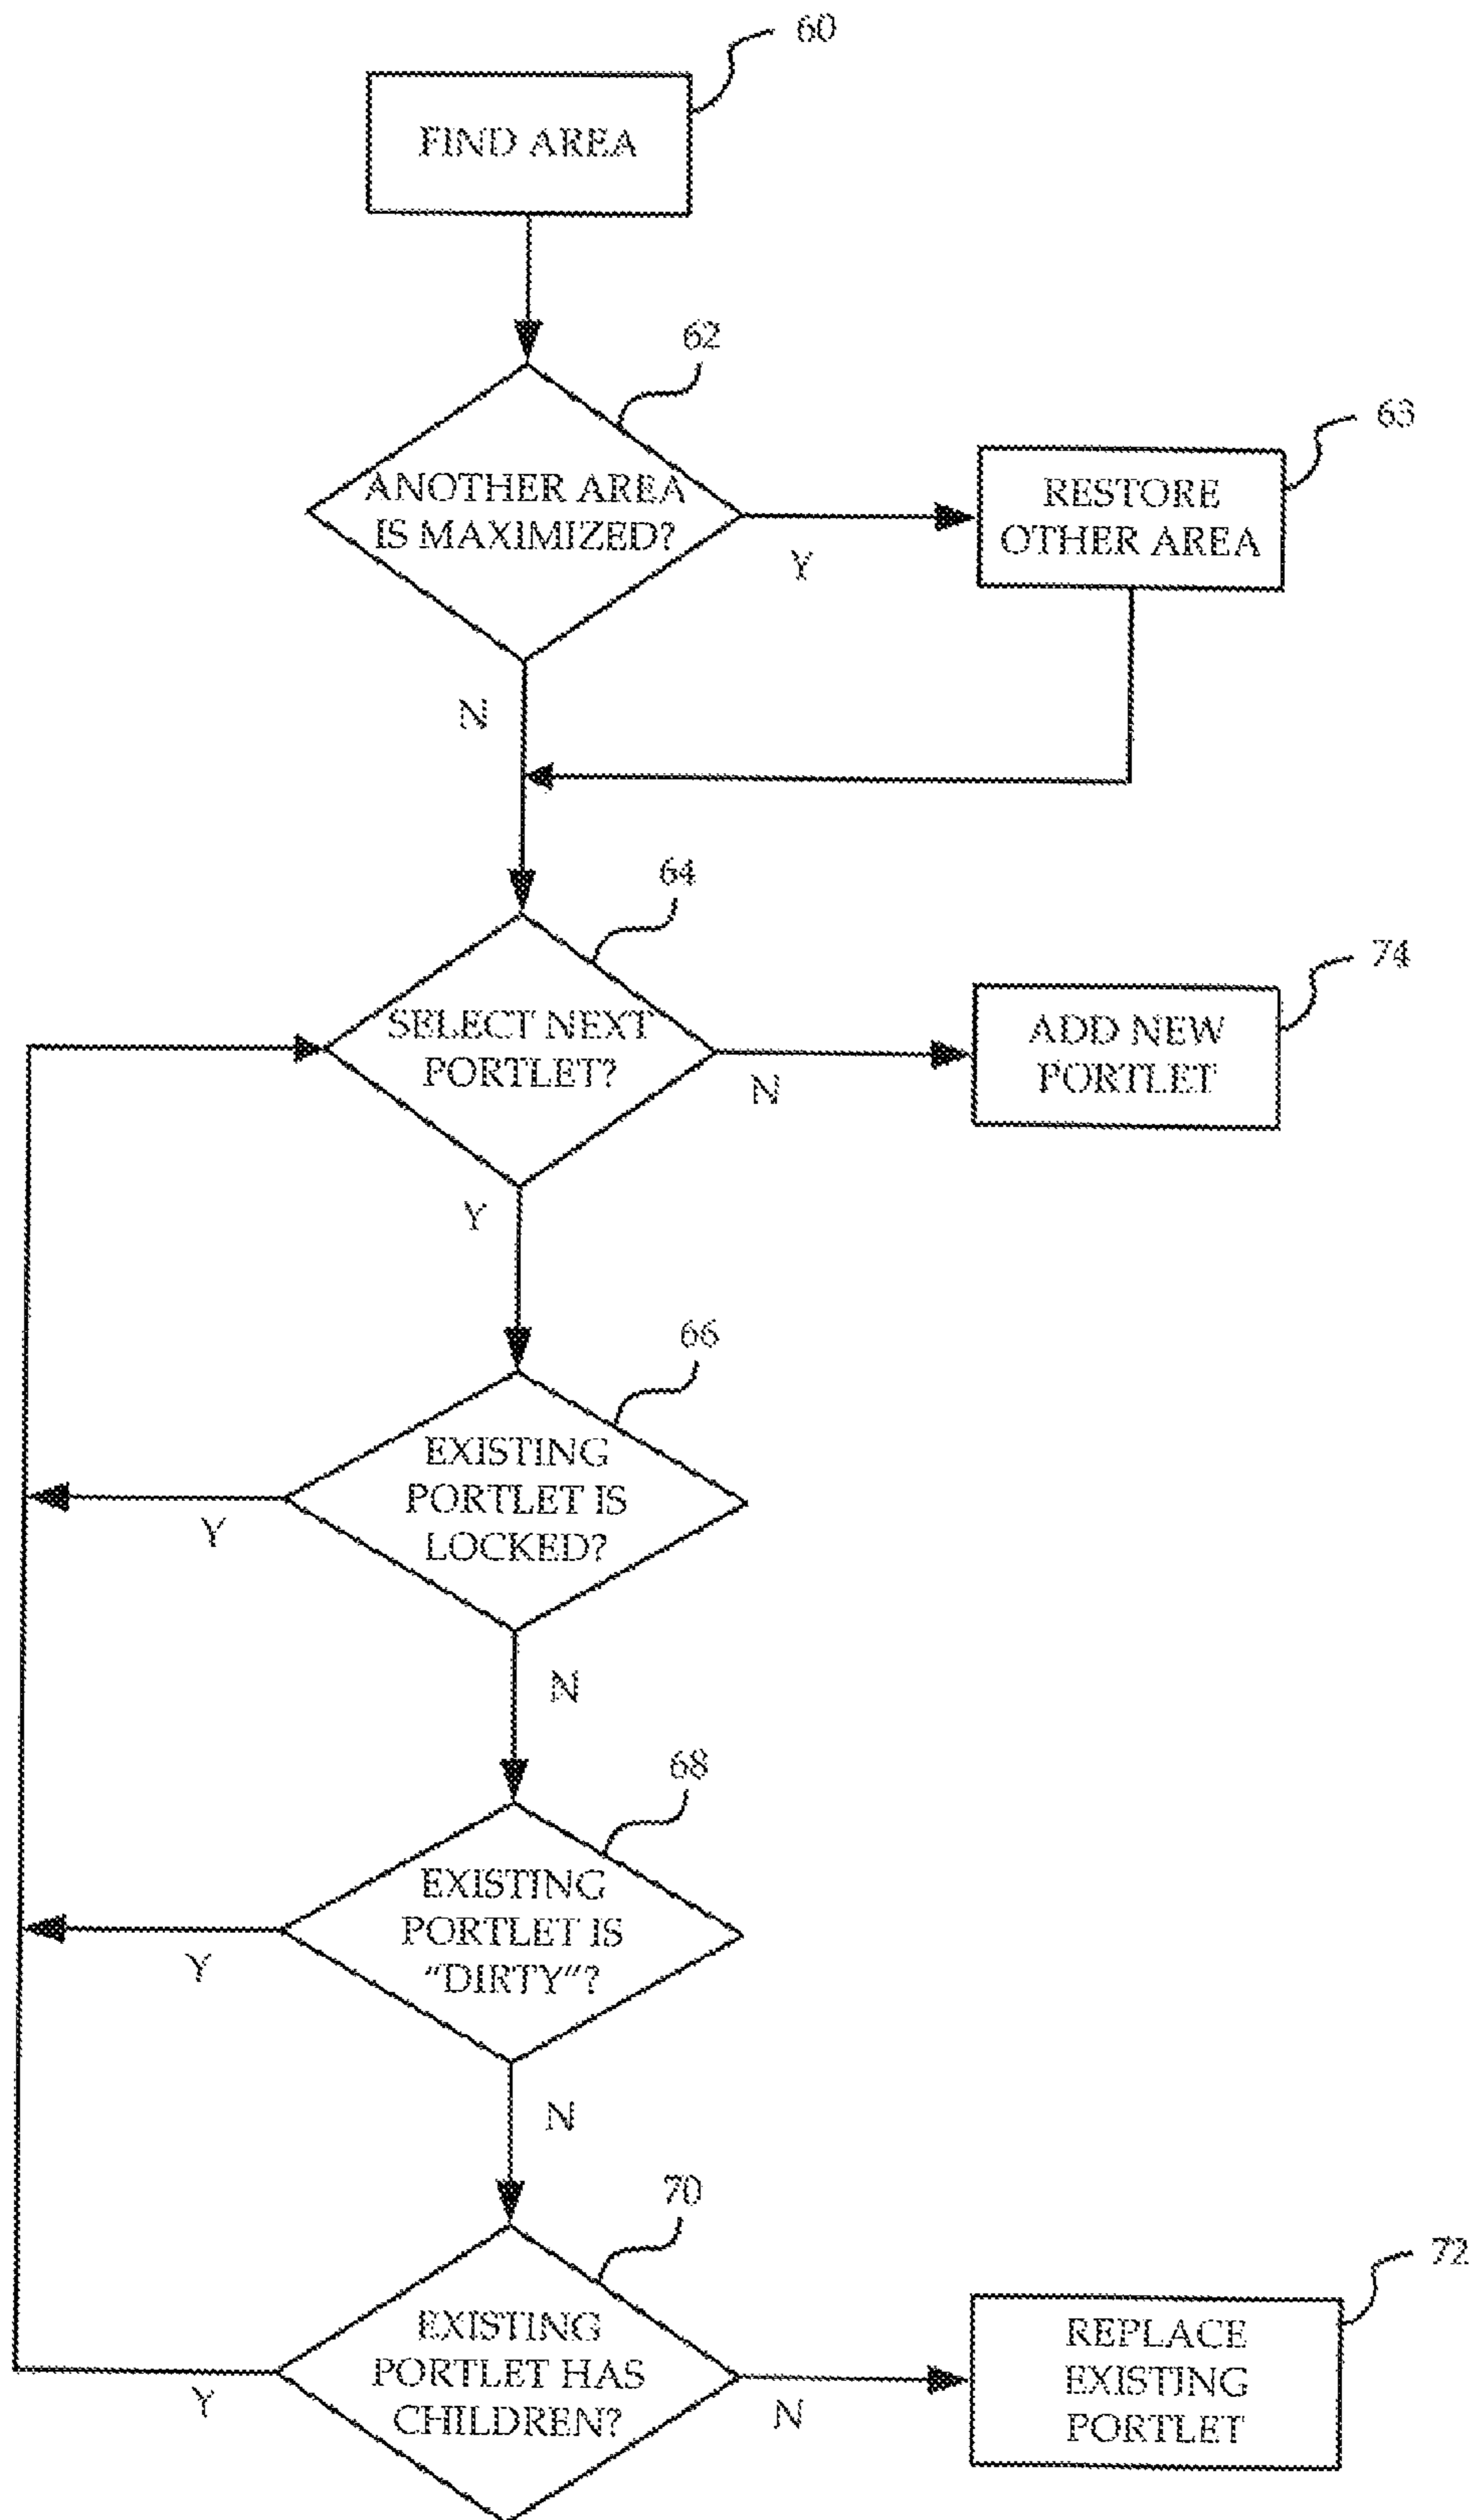 60
FIND AREA
62
ANOTHER AREA
IS MAXIMIZED?
Y
63
RESTORE
OTHER AREA
N
64
SELECT NEXT
PORTLET?
N
74
ADD NEW
PORTLET
Y
66
EXISTING
PORTLET IS
LOCKED?
Y
N
68
EXISTING
PORTLET IS
"DIRTY"?
Y
N
70
EXISTING
PORTLET HAS
CHILDREN?
Y
N
72
REPLACE
EXISTING
PORTLET